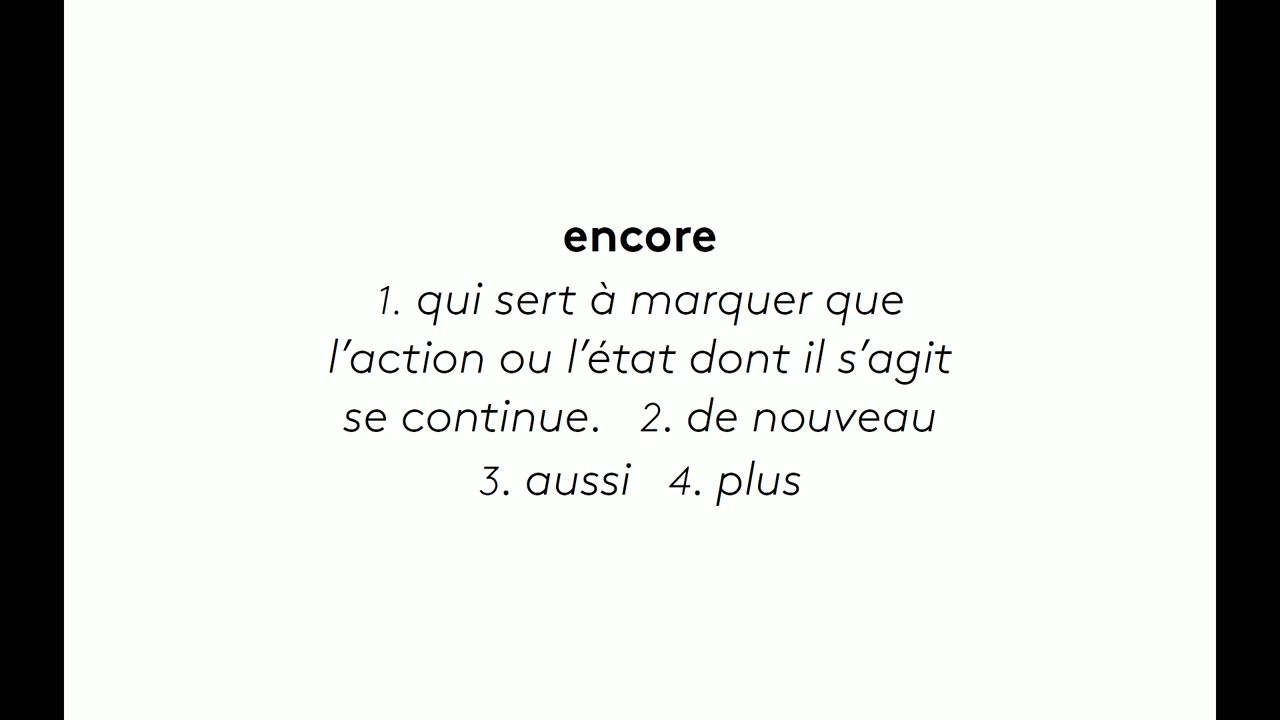 encore
1. qui sert à marquer que
l’action ou l’état dont il s’agit
se continue. 2. de nouveau
3. aussi 4. plus